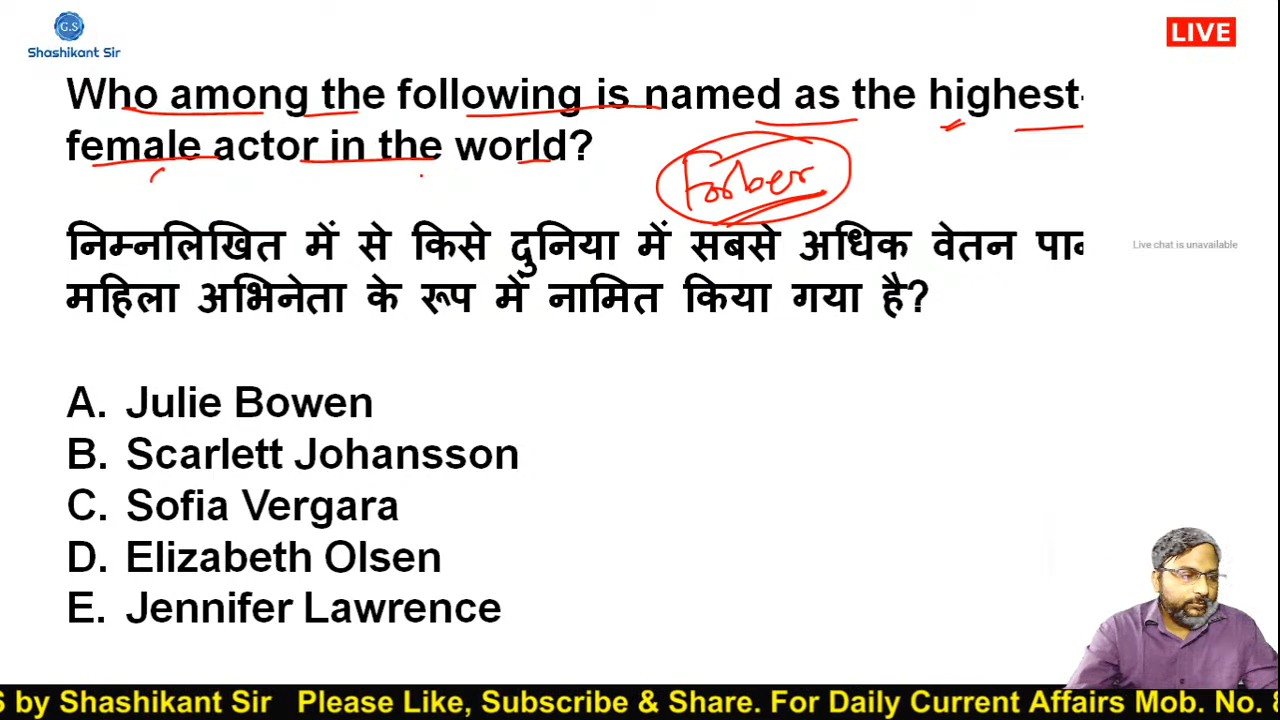 G.S
Shashikant Sir
LIVE
Who among the following is named as the highest-
female actor in the world?
Forbes
निम्नलिखित में से किसे दुनिया में सबसे अधिक वेतन पान
Live chat is unavailable
महिला अभिनेता के रूप में नामित किया गया है?
A. Julie Bowen
B. Scarlett Johansson
C. Sofia Vergara
D. Elizabeth Olsen
E. Jennifer Lawrence
S by Shashikant Sir Please Like, Subscribe & Share. For Daily Current Affairs Mob. No.